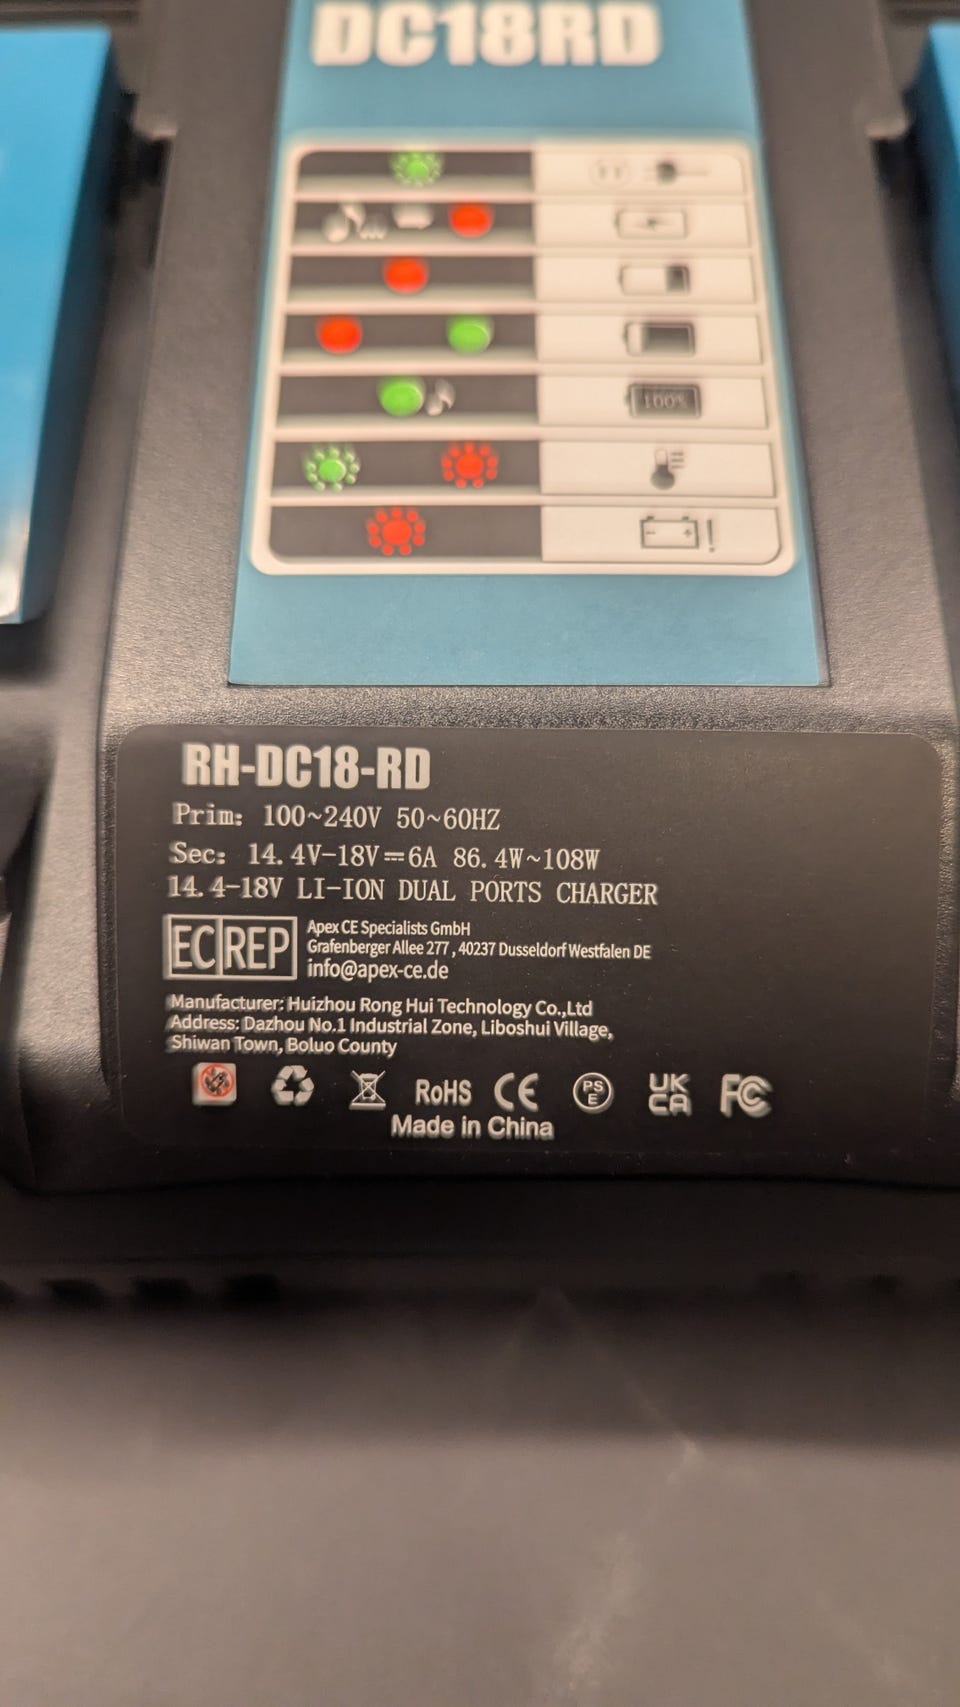 DC18RD
100%
RH-DC18-RD
Prim: 100~240V 50~60HZ
Sec: 14.4V-18V⎓6A 86.4W~108W
14.4-18V LI-ION DUAL PORTS CHARGER
EC REP
Apex CE Specialists GmbH
Grafenberger Allee 277, 40237 Dusseldorf Westfalen DE
info@apex-ce.de
Manufacturer: Huizhou Rong Hui Technology Co.,Ltd
Address: Dazhou No.1 Industrial Zone, Liboshui Village,
Shiwan Town, Boluo County
RoHS CE PSE UKCA FC
Made in China